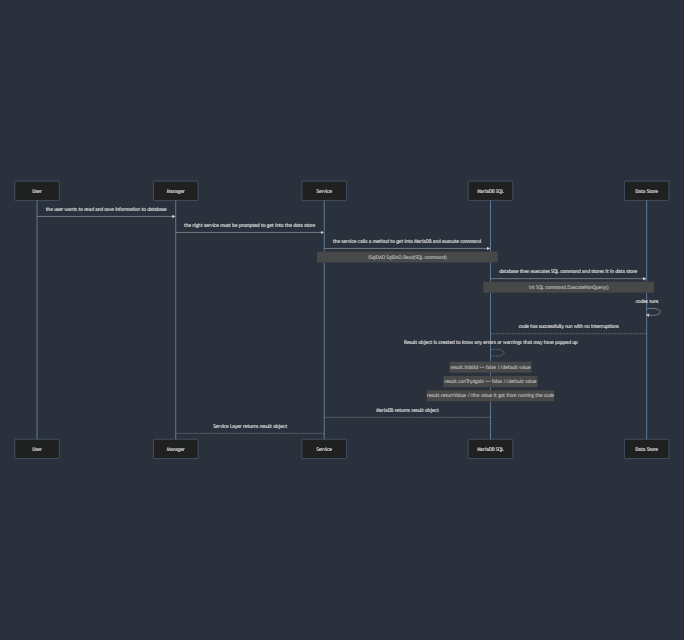 User
Manager
Service
MariaDB SQL
Data Store
the user wants to read and save information to database
the right service must be prompted to get into the data store
the service calls a method to get into MariaDB and execute command
ISqlDAO SqlDAO.Read(SQL command)
database then executes SQL command and stores it in data store
int SQL command.ExecuteNonQuery()
codes runs
code has successfully run with no interruptions
Result object is created to know any errors or warnings that may have popped up
result.IsValid -- false //default value
result.canTryAgain -- false //default value
result.returnValue //the value it got from running the code
MariaDB returns result object
Service Layer returns result object
User
Manager
Service
MariaDB SQL
Data Store